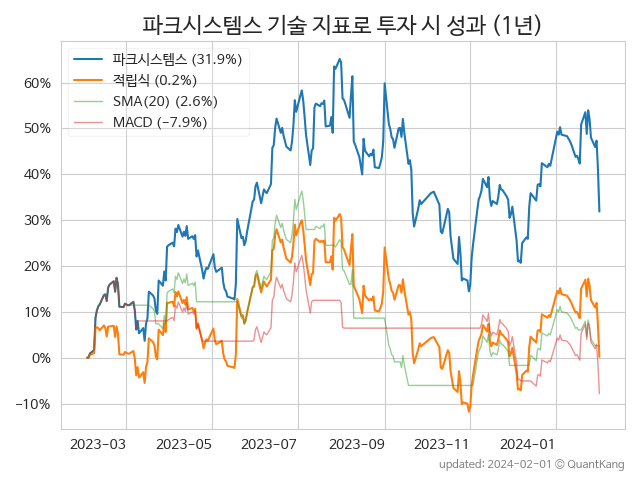 파크시스템스 기술 지표로 투자 시 성과 (1년)
파크시스템스 (31.9%)
적립식 (0.2%)
SMA(20) (2.6%)
MACD (−7.9%)
60%
50%
40%
30%
20%
10%
0%
−10%
2023-03 2023-05 2023-07 2023-09 2023-11 2024-01
updated: 2024-02-01 © QuantKang